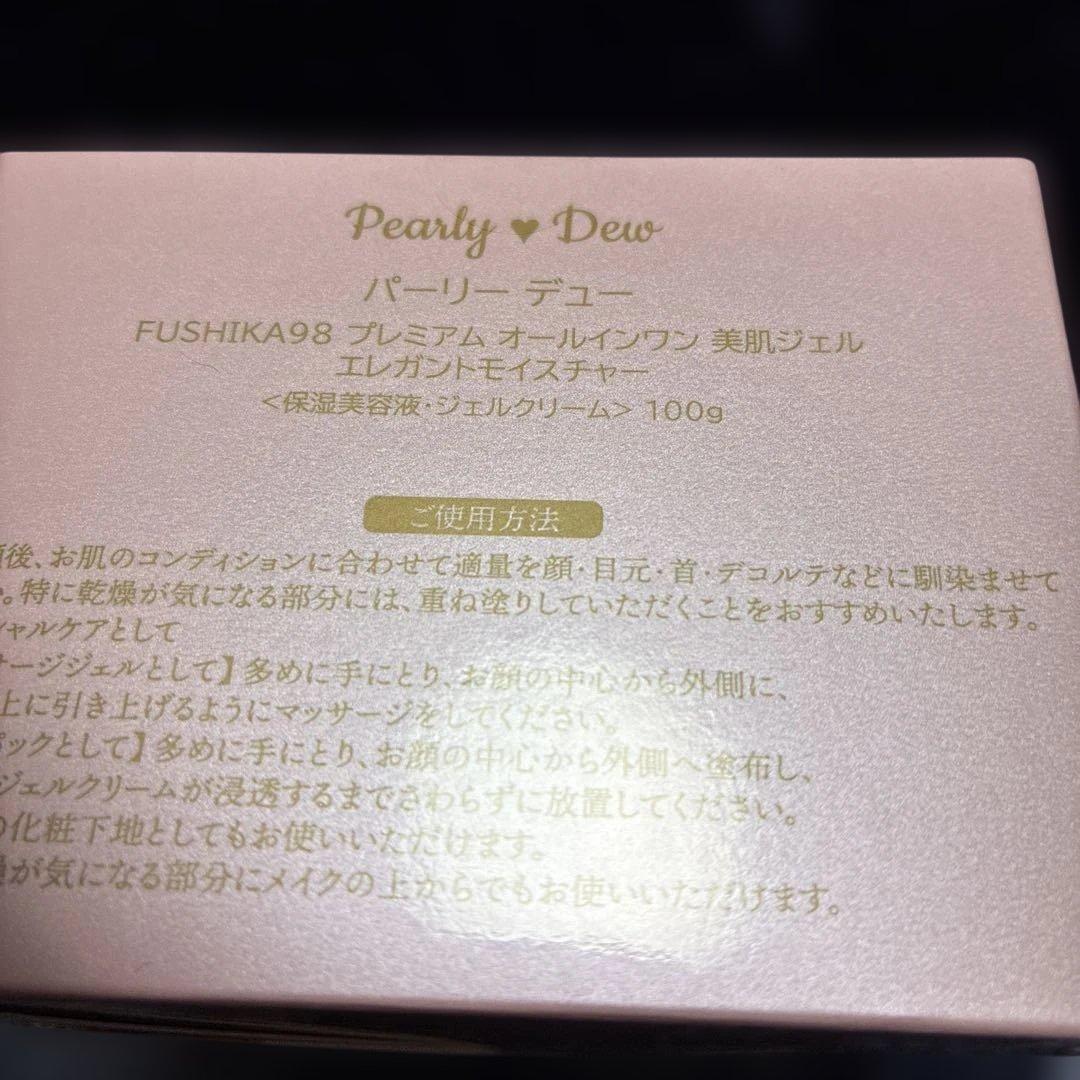 Pearly ♥ Dew
パーリー デュー
FUSHIKA98 プレミアム オールインワン 美肌ジェル
エレガントモイスチャー
<保湿美容液・ジェルクリーム> 100g
ご使用方法
後、お肌のコンディションに合わせて適量を顔・目元・首・デコルテなどに馴染ませて
。特に乾燥が気になる部分には、重ね塗りしていただくことをおすすめいたします。
シャルケアとして
サージジェルとして】多めに手にとり、お顔の中心から外側に、
上に引き上げるようにマッサージをしてください。
パックとして】多めに手にとり、お顔の中心から外側へ塗布し、
ジェルクリームが浸透するまでさわらずに放置してください。
の化粧下地としてもお使いいただけます。
が気になる部分にメイクの上からでもお使いいただけます。